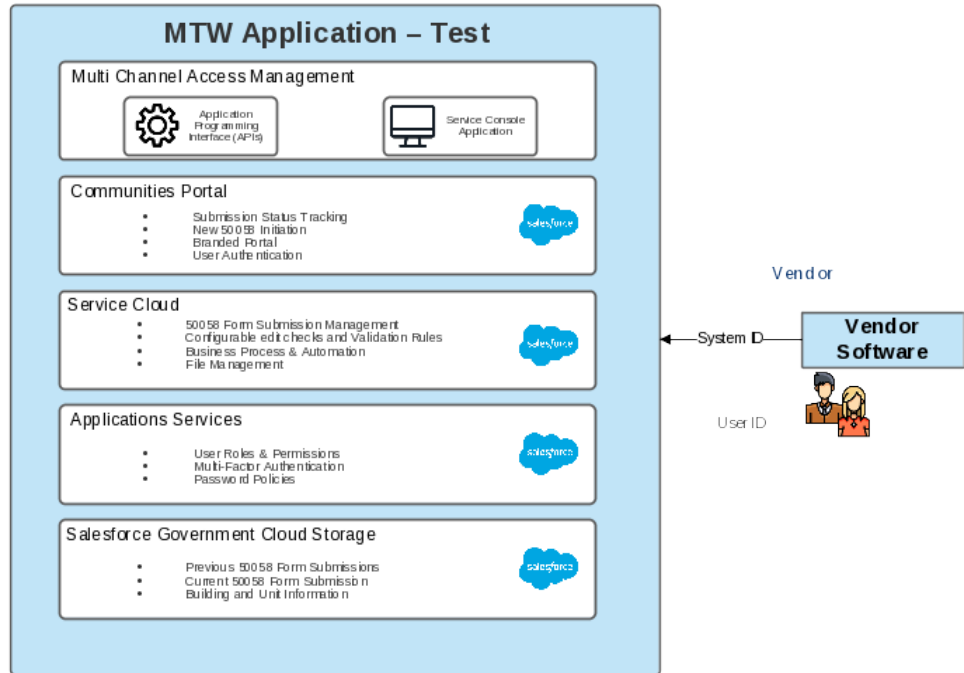 MTW Application – Test
Multi Channel Access Management
Application
Programming
Interface (APIs)
Service Console
Application
Communities Portal
• Submission Status Tracking
• New 50058 Initiation
• Branded Portal
• User Authentication
salesforce
Service Cloud
• 50058 Form Submission Management
• Configurable edit checks and Validation Rules
• Business Process & Automation
• File Management
salesforce
Applications Services
• User Roles & Permissions
• Multi-Factor Authentication
• Password Policies
salesforce
Salesforce Government Cloud Storage
• Previous 50058 Form Submissions
• Current 50058 Form Submission
• Building and Unit Information
salesforce
Vendor
System ID
Vendor
Software
User ID